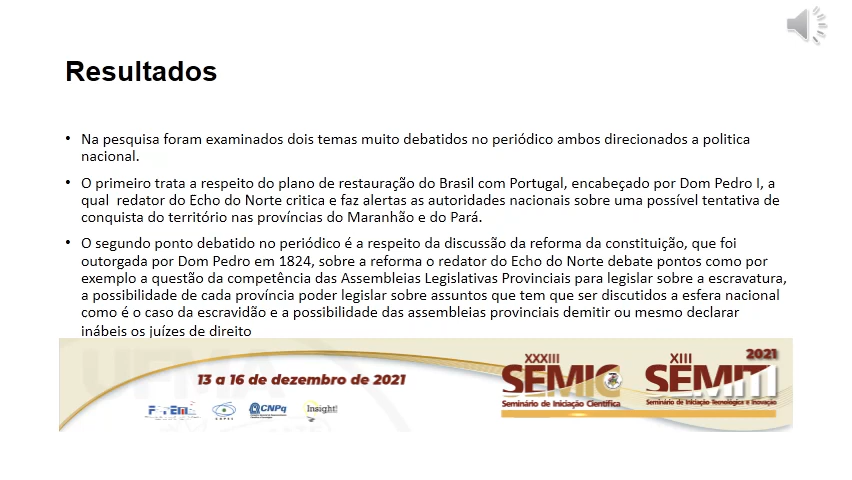 Resultados
• Na pesquisa foram examinados dois temas muito debatidos no periódico ambos direcionados a politica
nacional.
• O primeiro trata a respeito do plano de restauração do Brasil com Portugal, encabeçado por Dom Pedro I, a
qual redator do Echo do Norte critica e faz alertas as autoridades nacionais sobre uma possível tentativa de
conquista do território nas províncias do Maranhão e do Pará.
• O segundo ponto debatido no periódico é a respeito da discussão da reforma da constituição, que foi
outorgada por Dom Pedro em 1824, sobre a reforma o redator do Echo do Norte debate pontos como por
exemplo a questão da competência das Assembleias Legislativas Provinciais para legislar sobre a escravatura,
a possibilidade de cada província poder legislar sobre assuntos que tem que ser discutidos a esfera nacional
como é o caso da escravidão e a possibilidade das assembleias provinciais demitir ou mesmo declarar
inábeis os juízes de direito
13 a 16 de dezembro de 2021
CNPq
Insight!
XXXIII
SEMIC
Seminário de Iniciação Científica
XIII
2021
SEMITI
Seminário de Iniciação Tecnológica e Inovação